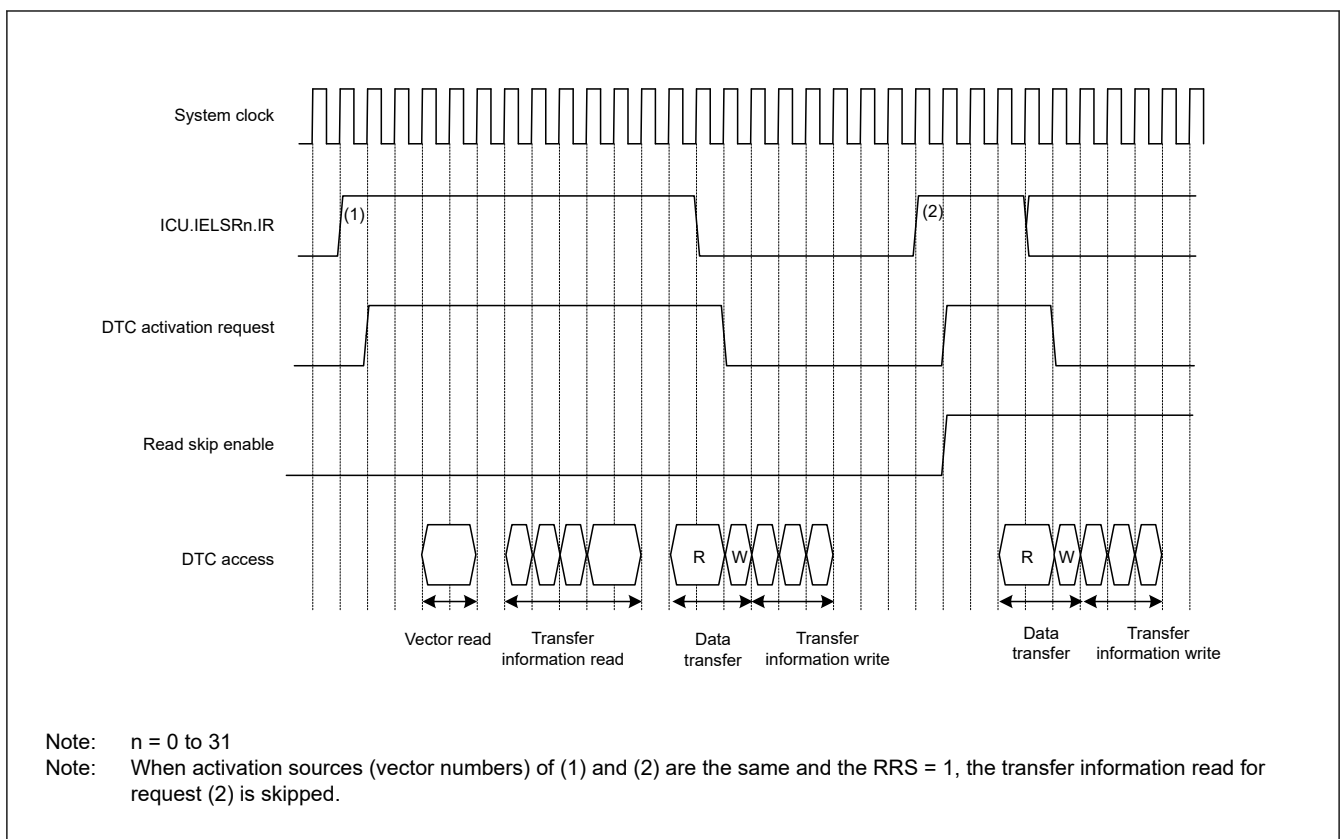 System clock
ICU.IELSRn.IR
(1)
(2)
DTC activation request
Read skip enable
DTC access
R
W
R
W
Vector read
Transfer
information read
Data
transfer
Transfer
information write
Data
transfer
Transfer
information write
Note: n = 0 to 31
Note: When activation sources (vector numbers) of (1) and (2) are the same and the RRS = 1, the transfer information read for
request (2) is skipped.